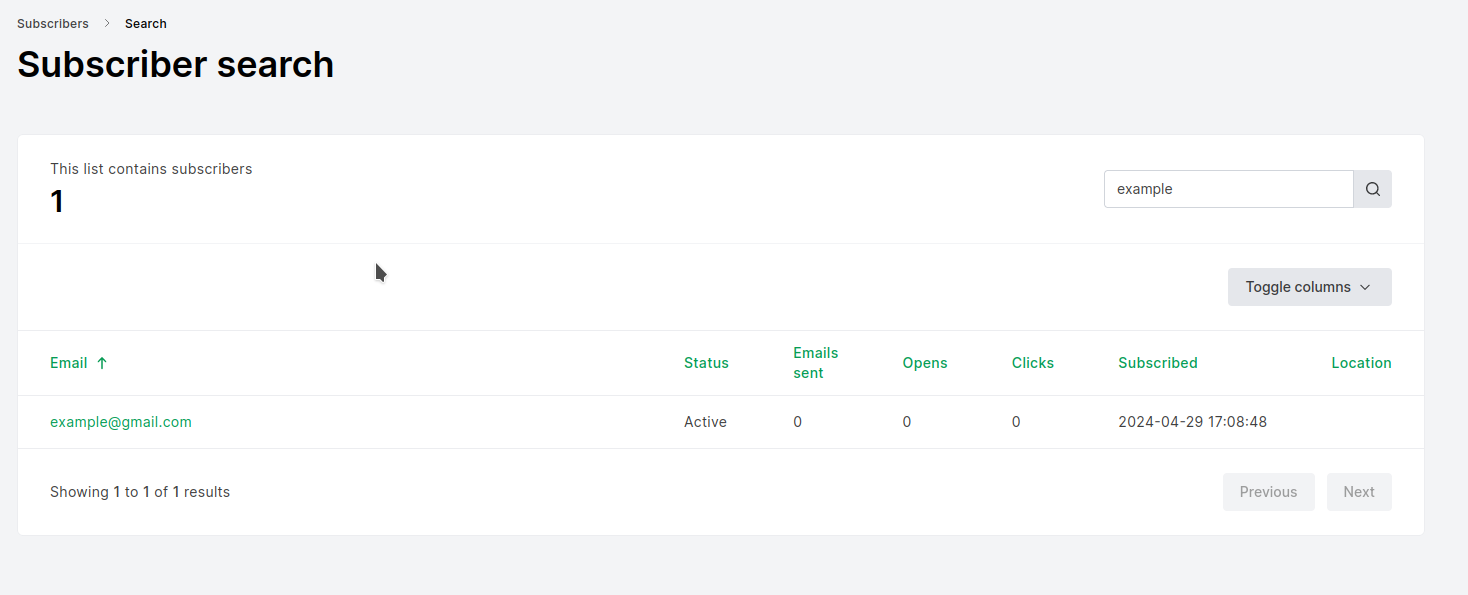 Subscribers > Search
Subscriber search
This list contains subscribers
1
example
Toggle columns
Email ↑ Status Emails sent Opens Clicks Subscribed Location
example@gmail.com Active 0 0 0 2024-04-29 17:08:48
Showing 1 to 1 of 1 results
Previous Next